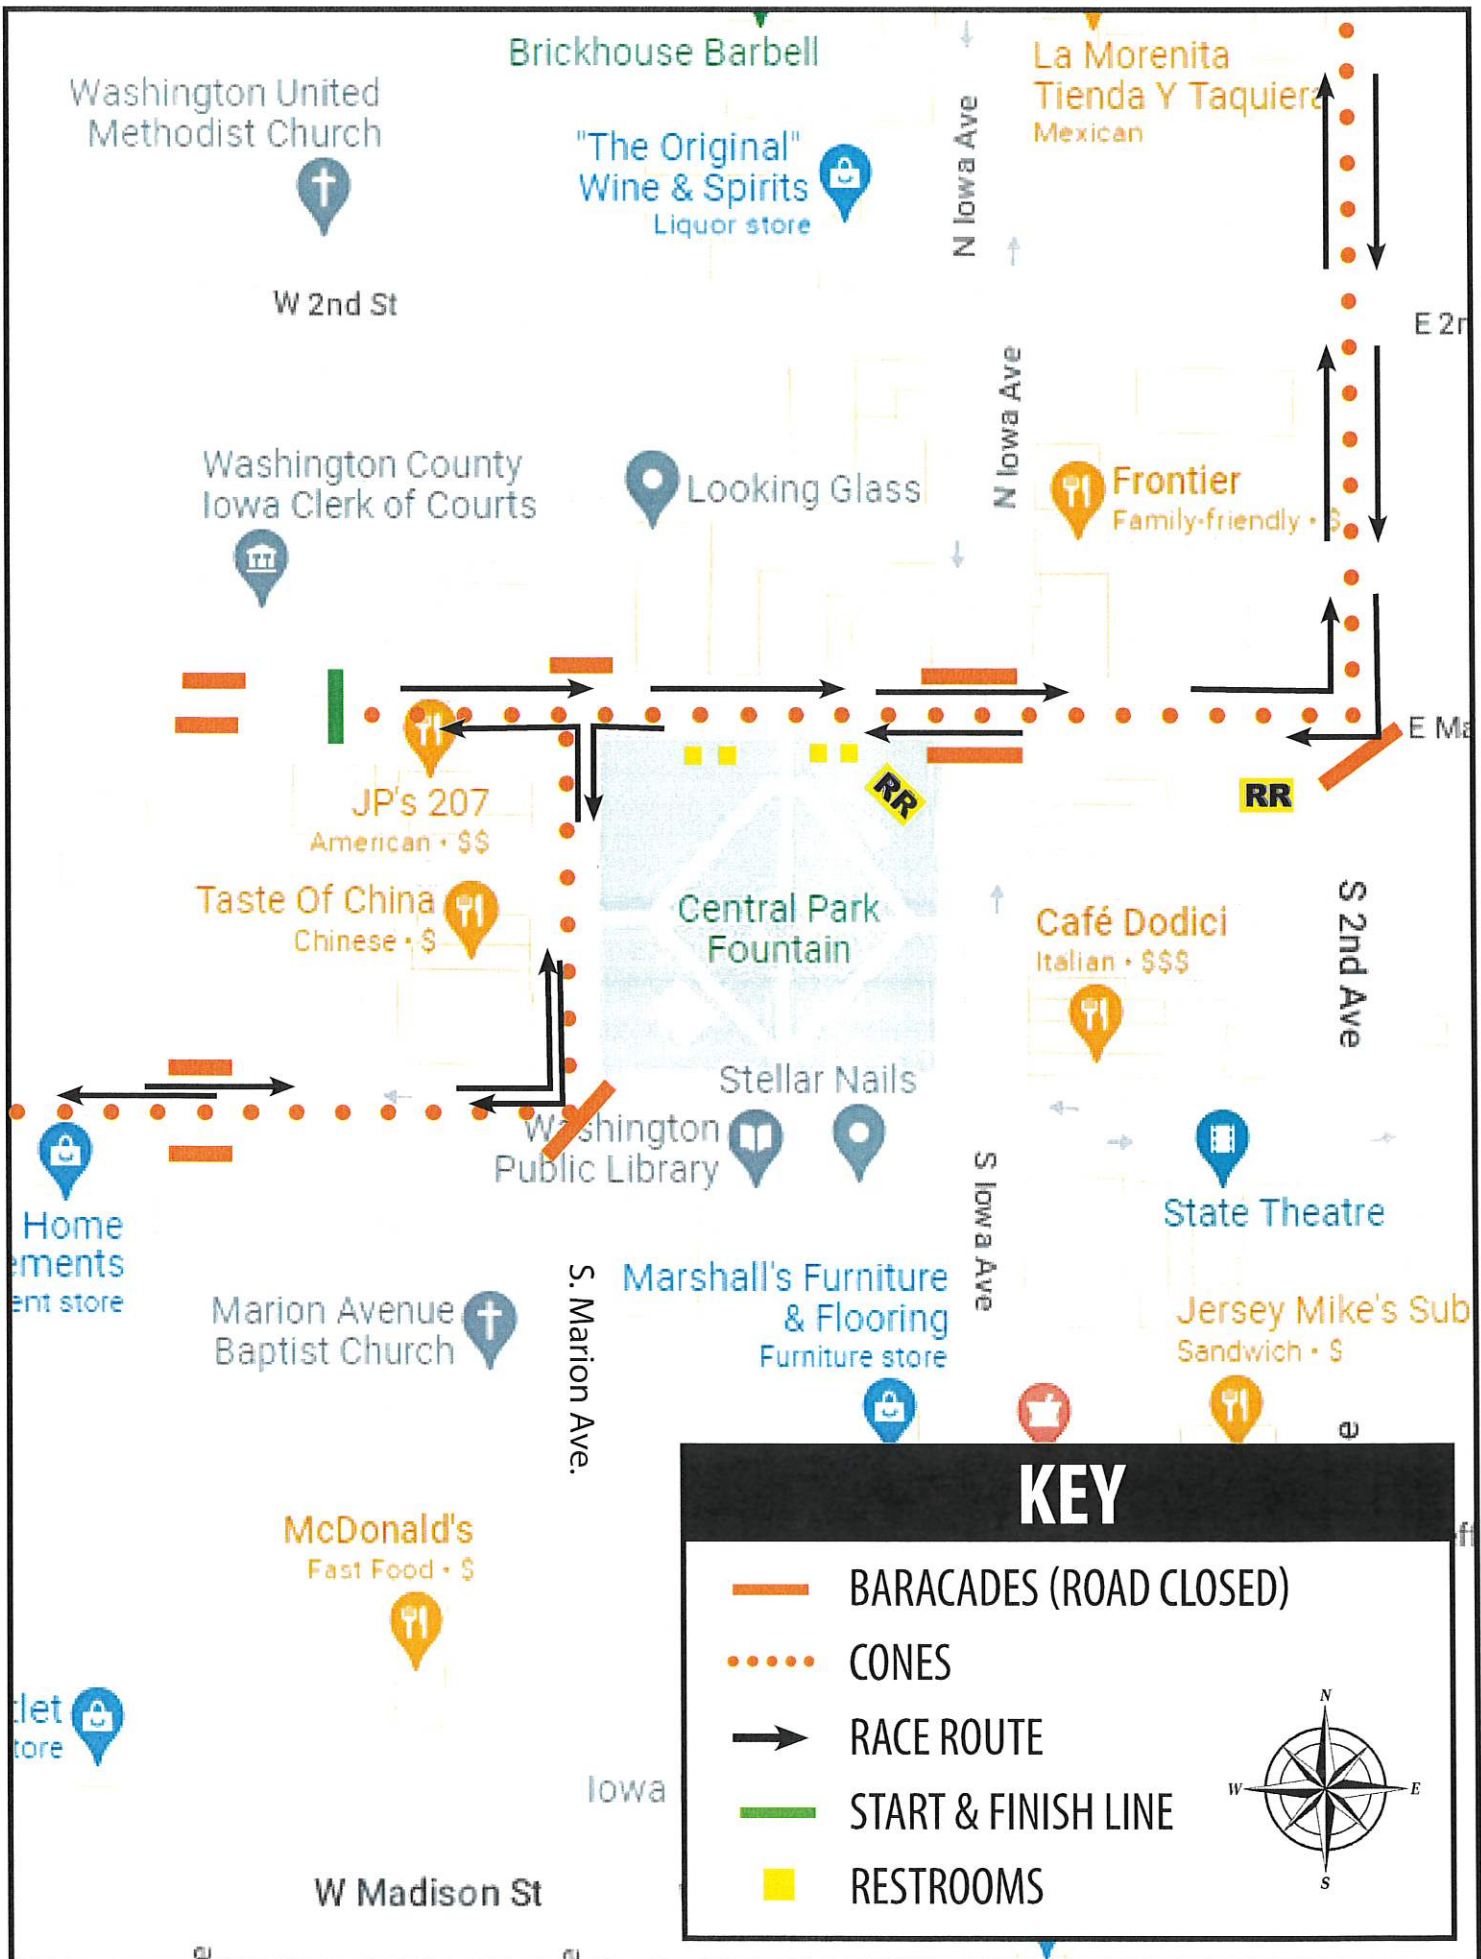 Brickhouse Barbell
La Morenita
Tienda Y Taquiera
Mexican
Washington United
Methodist Church
"The Original"
Wine & Spirits
Liquor store
N Iowa Ave
W 2nd St
E 2
N Iowa Ave
Washington County
Iowa Clerk of Courts
Looking Glass
Frontier
Family-friendly • $
E Ma
JP's 207
American • $$
RR
RR
Taste Of China
Chinese • $
Central Park
Fountain
Café Dodici
Italian • $$$
S 2nd Ave
Stellar Nails
Washington
Public Library
S Iowa Ave
State Theatre
Home
ements
ent store
Marion Avenue
Baptist Church
S. Marion Ave.
Marshall's Furniture
& Flooring
Furniture store
Jersey Mike's Sub
Sandwich • $
e
McDonald's
Fast Food • $
tlet
tore
Iowa
W Madison St
KEY
BARACADES (ROAD CLOSED)
CONES
RACE ROUTE
START & FINISH LINE
RESTROOMS
N
W
E
S